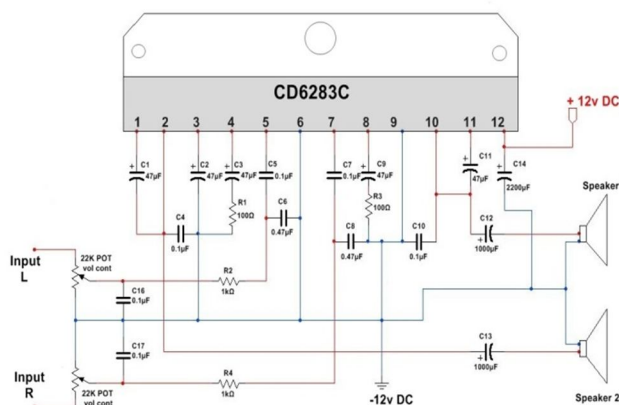 CD6283C
1 2 3 4 5 6 7 8 9 10 11 12
+ 12v DC
C1
47µF
C2
47µF
C3
47µF
C5
0.1µF
C7
0.1µF
C9
47µF
C11
47µF
C14
2200µF
Speaker
R1
100Ω
C6
0.47µF
R3
100Ω
C4
0.1µF
C8
0.47µF
C10
0.1µF
C12
1000µF
Input
L
22K POT
vol cont
R2
1kΩ
C16
0.1µF
C17
0.1µF
C13
1000µF
Input
R
22K POT
vol cont
R4
1kΩ
-12v DC
Speaker 2